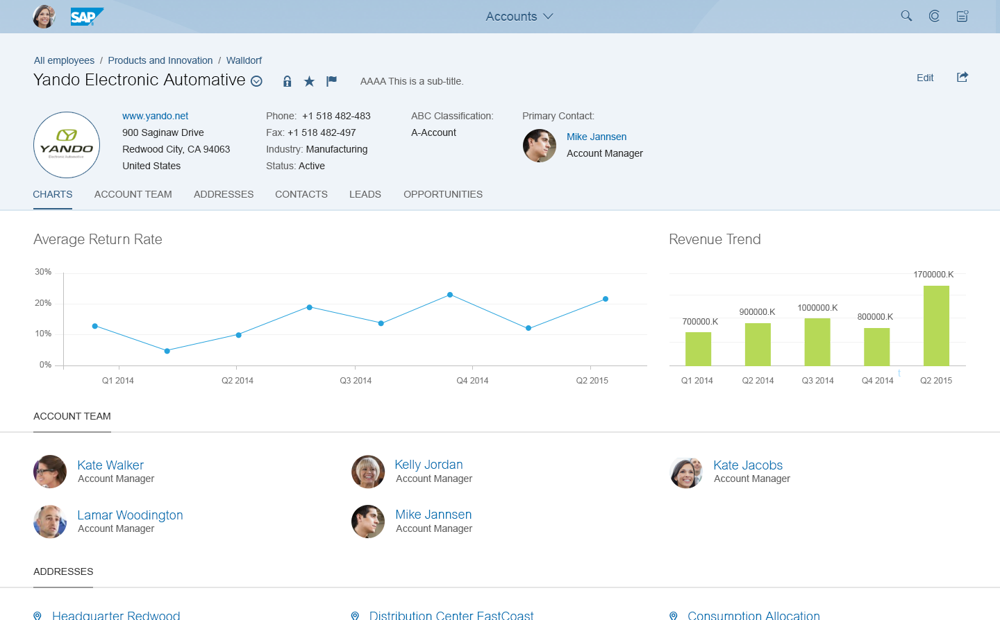 SAP
Accounts
All employees / Products and Innovation / Walldorf
Yando Electronic Automative
AAAA This is a sub-title.
Edit
YANDO
Electronic Automotive
www.yando.net
900 Saginaw Drive
Redwood City, CA 94063
United States
Phone: +1 518 482-483
Fax: +1 518 482-497
Industry: Manufacturing
Status: Active
ABC Classification:
A-Account
Primary Contact:
Mike Jannsen
Account Manager
CHARTS ACCOUNT TEAM ADDRESSES CONTACTS LEADS OPPORTUNITIES
Average Return Rate
30%
20%
10%
0%
Q1 2014 Q2 2014 Q3 2014 Q4 2014 Q2 2015
Revenue Trend
700000.K 900000.K 1000000.K 800000.K 1700000.K
t
Q1 2014 Q2 2014 Q3 2014 Q4 2014 Q2 2015
ACCOUNT TEAM
Kate Walker
Account Manager
Kelly Jordan
Account Manager
Kate Jacobs
Account Manager
Lamar Woodington
Account Manager
Mike Jannsen
Account Manager
ADDRESSES
Headquarter Redwood
Distribution Center EastCoast
Consumption Allocation